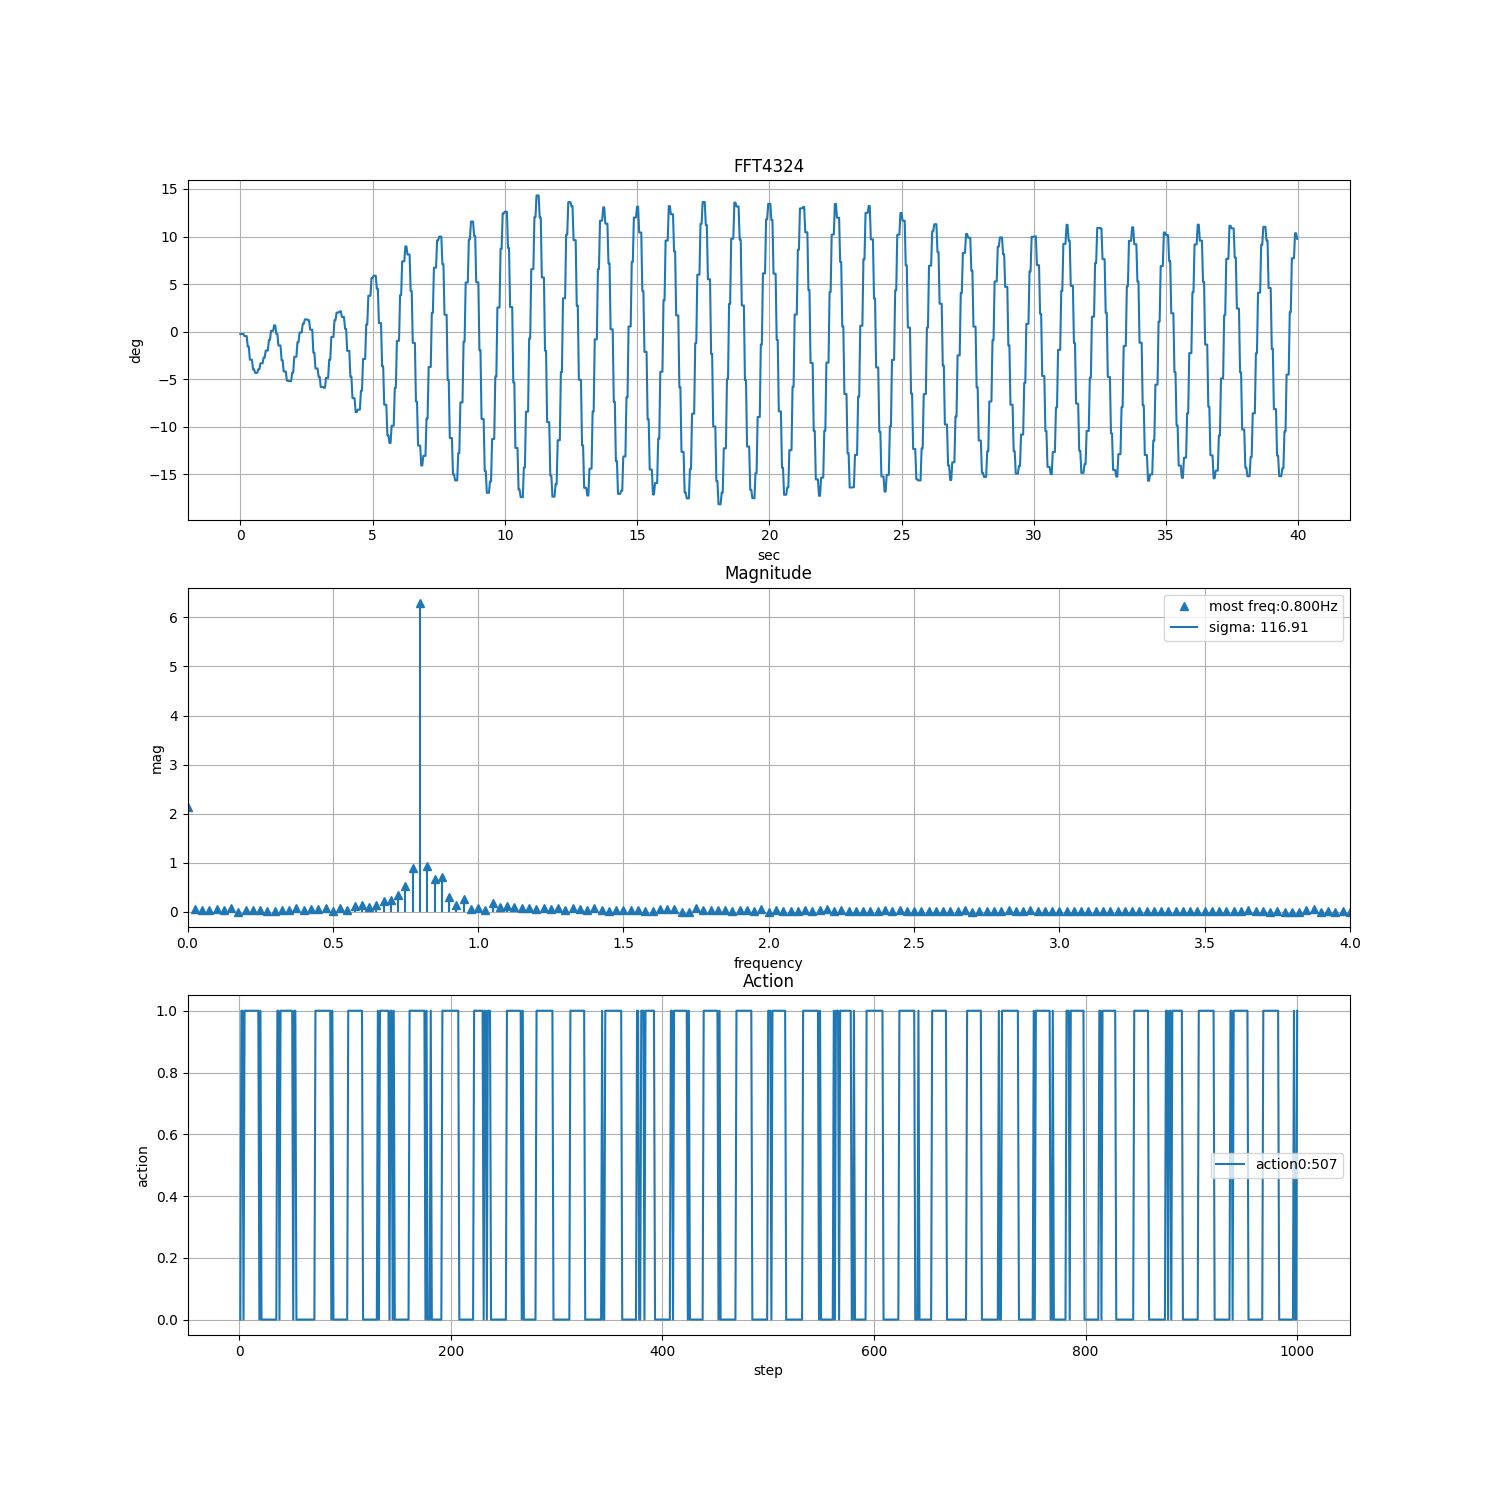 FFT4324
15
10
5
0
−5
−10
−15
deg
0 5 10 15 20 25 30 35 40
sec
Magnitude
most freq:0.800Hz
sigma: 116.91
6
5
4
3
2
1
0
mag
0.0 0.5 1.0 1.5 2.0 2.5 3.0 3.5 4.0
frequency
Action
1.0
0.8
0.6
0.4
0.2
0.0
action
action0:507
0 200 400 600 800 1000
step